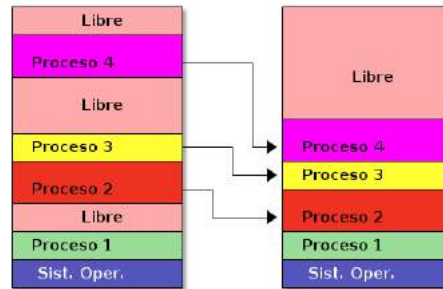 Libre
Proceso 4
Libre
Proceso 3
Proceso 2
Libre
Proceso 1
Sist. Oper.
Libre
Proceso 4
Proceso 3
Proceso 2
Proceso 1
Sist. Oper.